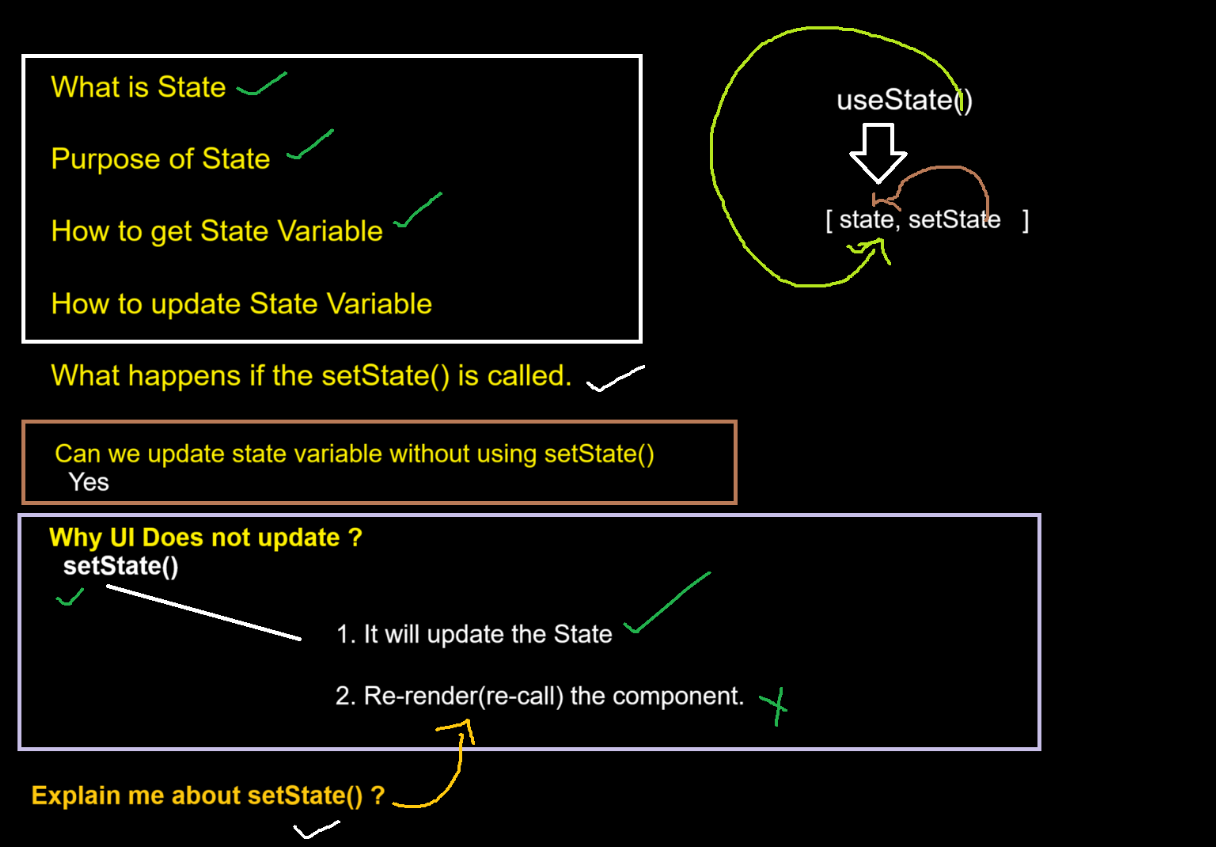 What is State
Purpose of State
How to get State Variable
How to update State Variable
useState()
[ state, setState ]
What happens if the setState() is called.
Can we update state variable without using setState()
Yes
Why UI Does not update ?
setState()
1. It will update the State
2. Re-render(re-call) the component.
Explain me about setState() ?